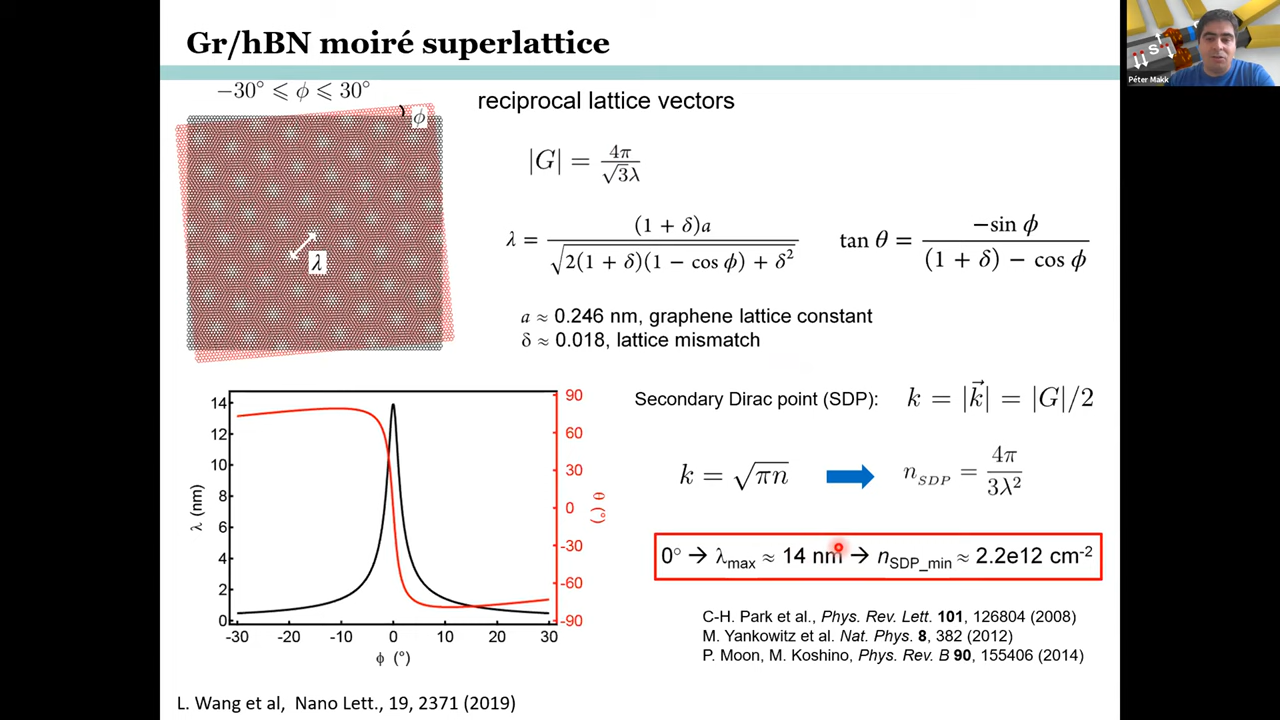 Gr/hBN moiré superlattice
−30° ⩽ ϕ ⩽ 30°
ϕ
λ
reciprocal lattice vectors
|G| = 4π / √3λ
λ = (1 + δ)a / √2(1 + δ)(1 − cos ϕ) + δ²
tan θ = −sin ϕ / (1 + δ) − cos ϕ
a ≈ 0.246 nm, graphene lattice constant
δ ≈ 0.018, lattice mismatch
14
12
10
8
6
4
2
0
λ (nm)
90
60
30
0
-30
-60
-90
θ (°)
-30 -20 -10 0 10 20 30
ϕ (°)
Secondary Dirac point (SDP): k = |k⃗| = |G|/2
k = √πn n_SDP = 4π / 3λ²
0° → λmax ≈ 14 nm → nSDP_min ≈ 2.2e12 cm-2
C-H. Park et al., Phys. Rev. Lett. 101, 126804 (2008)
M. Yankowitz et al. Nat. Phys. 8, 382 (2012)
P. Moon, M. Koshino, Phys. Rev. B 90, 155406 (2014)
L. Wang et al, Nano Lett., 19, 2371 (2019)
S
Péter Makk